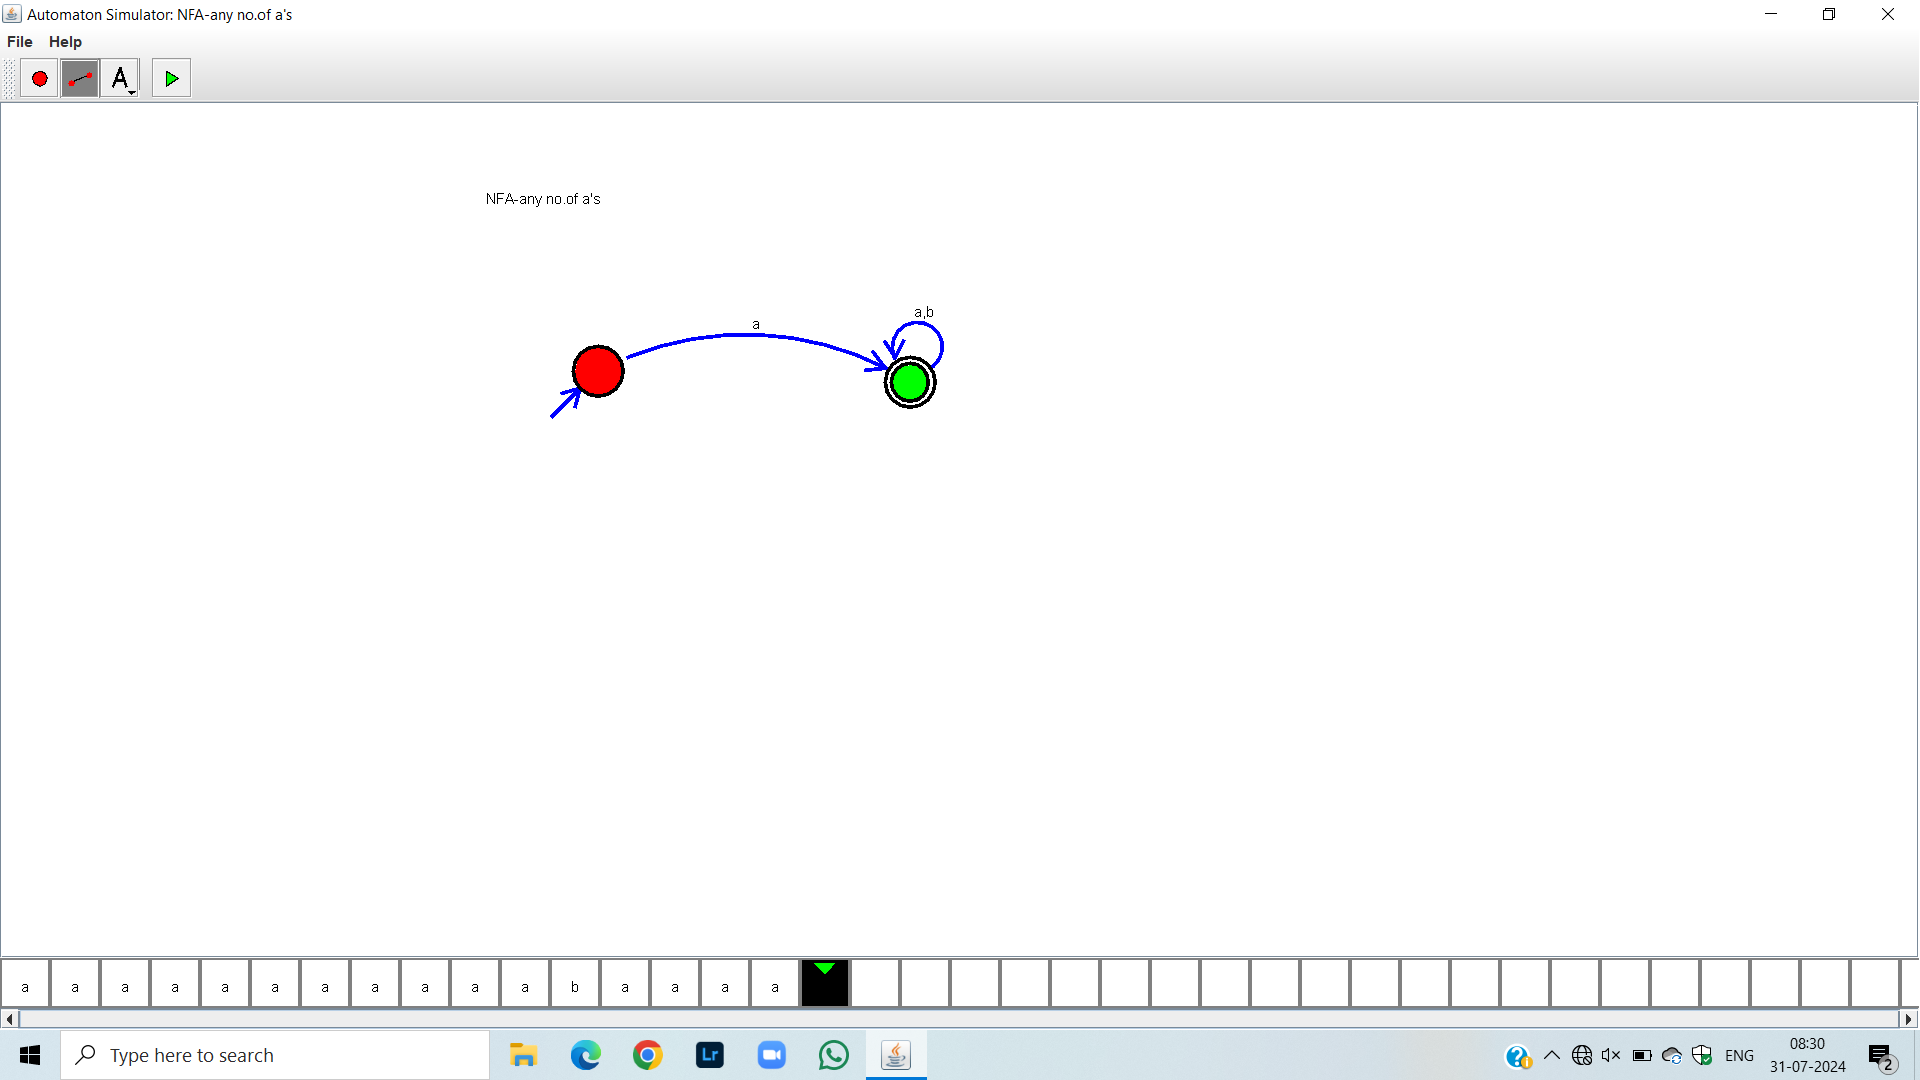 Automaton Simulator: NFA-any no.of a's
File Help
A
NFA-any no.of a's
a
a,b
a a a a a a a a a a a b a a a a
Type here to search
Lr
ENG
08:30
31-07-2024
2